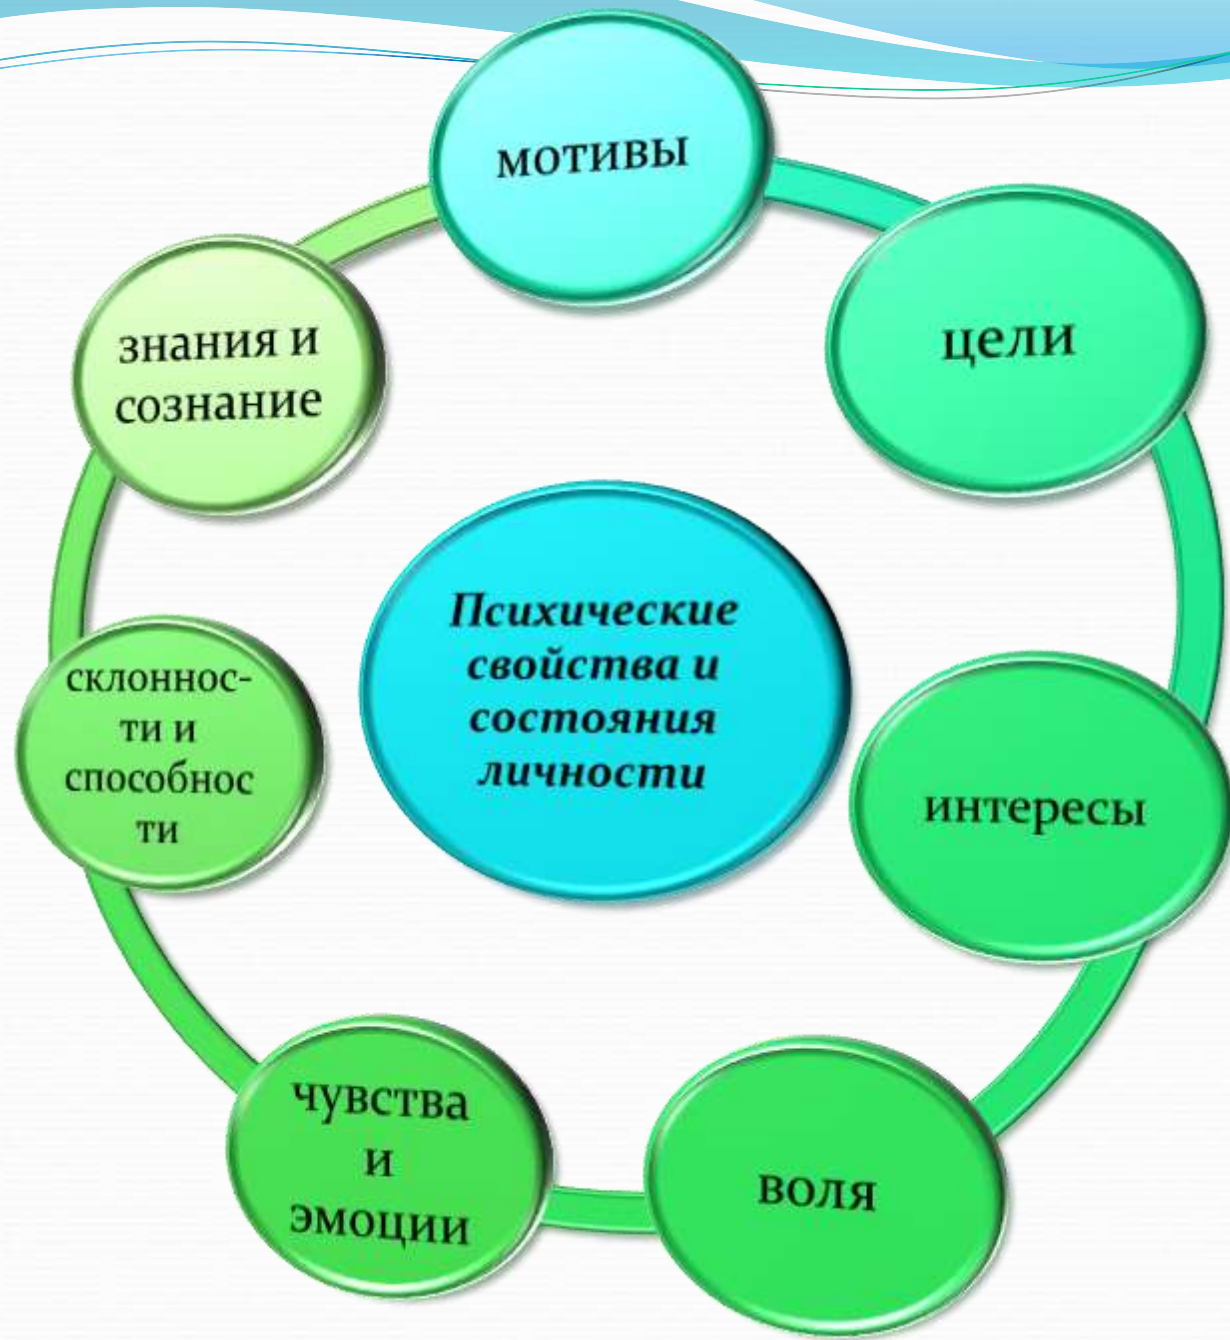 мотивы
цели
знания и
сознание
Психические
свойства и
состояния
личности
склоннос-
ти и
способнос
ти
интересы
чувства
и
эмоции
воля